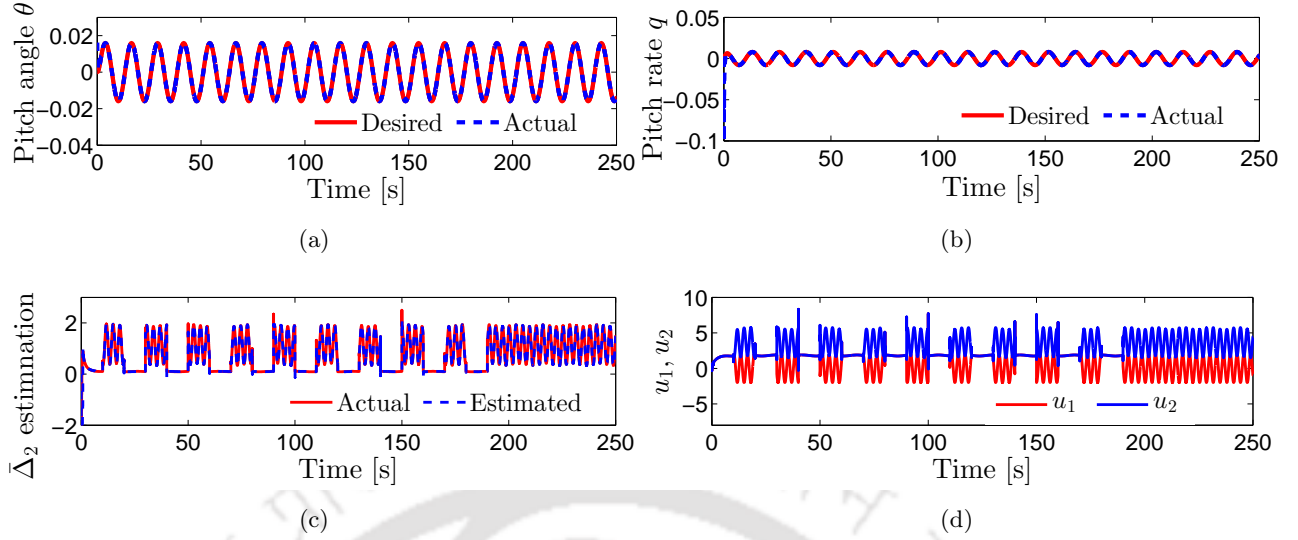 Pitch angle θ
0.02
0
−0.02
−0.04
Desired Actual
0 50 100 150 200 250
Time [s]
(a)
Pitch rate q
0.05
0
−0.05
−0.1
Desired Actual
0 50 100 150 200 250
Time [s]
(b)
Δ̄₂ estimnation
2
0
−2
Actual Estimated
0 50 100 150 200 250
Time [s]
(c)
u₁, u₂
10
5
0
−5
u₁ u₂
0 50 100 150 200 250
Time [s]
(d)